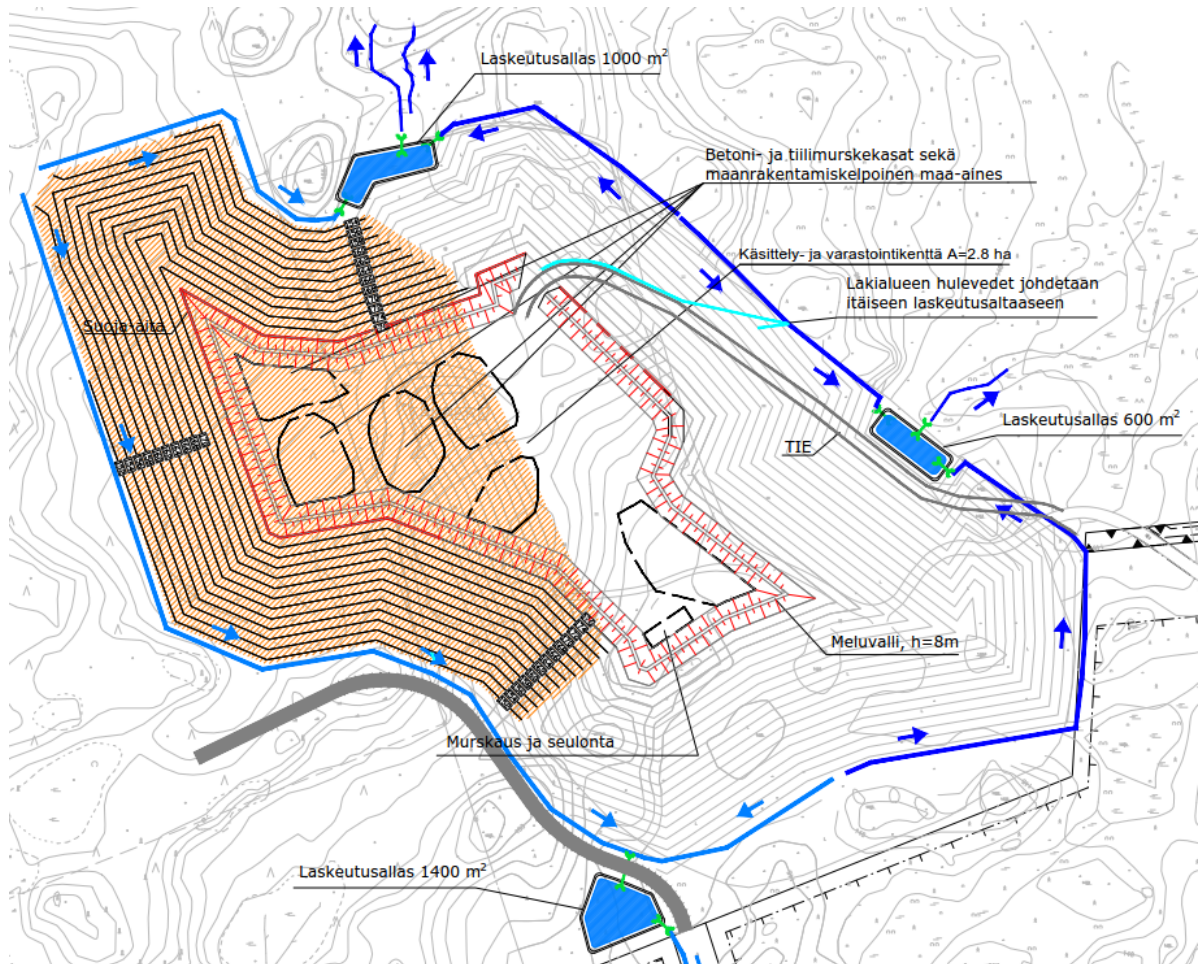 Laskeutusallas 1000 m²
Betoni- ja tiilimurskekasat sekä
maanrakentamiskelpoinen maa-aines
Käsittely- ja varastointikenttä A=2.8 ha
Lakialueen hulevedet johdetaan
itäiseen laskeutusaltaaseen
Suoja-aita
Laskeutusallas 600 m²
TIE
Meluvalli, h=8m
Murskaus ja seulonta
Laskeutusallas 1400 m²